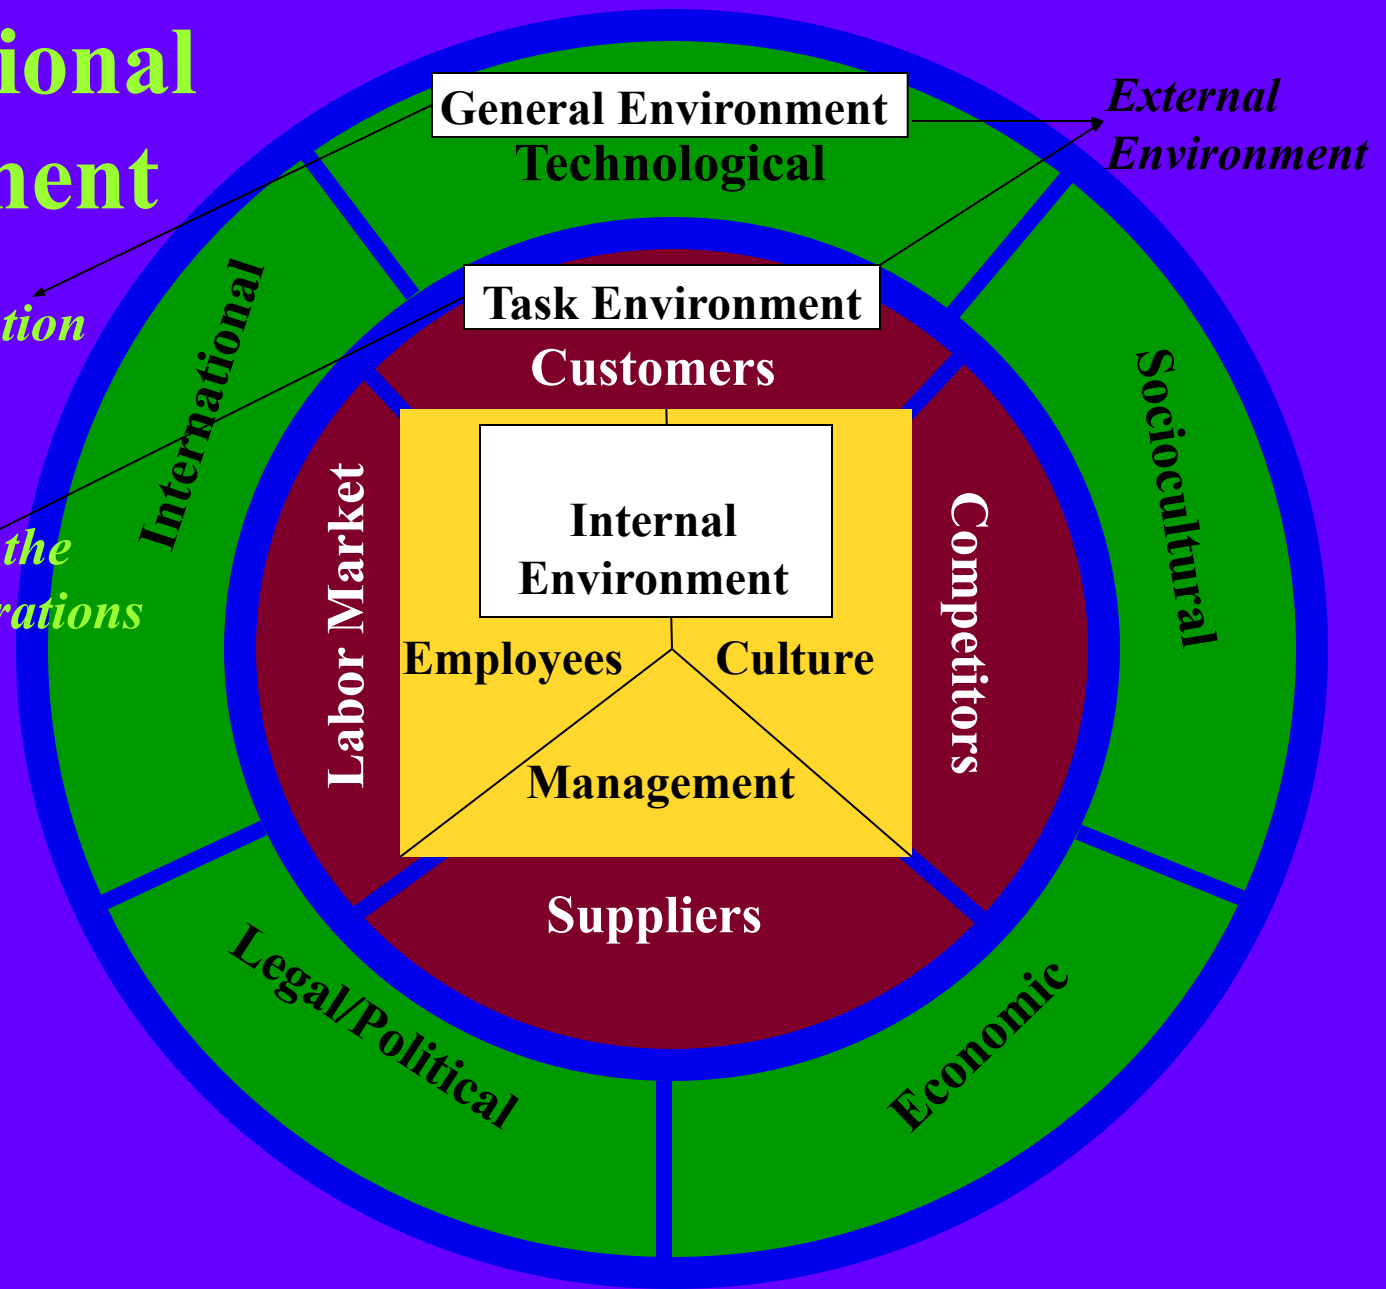 ional
nent
General Environment
Technological
External
Environment
tion
International
Task Environment
Customers
Sociocultural
the
rations
Labor Market
Internal
Environment
Competitors
Employees
Culture
Management
Suppliers
Legal/Political
Economic